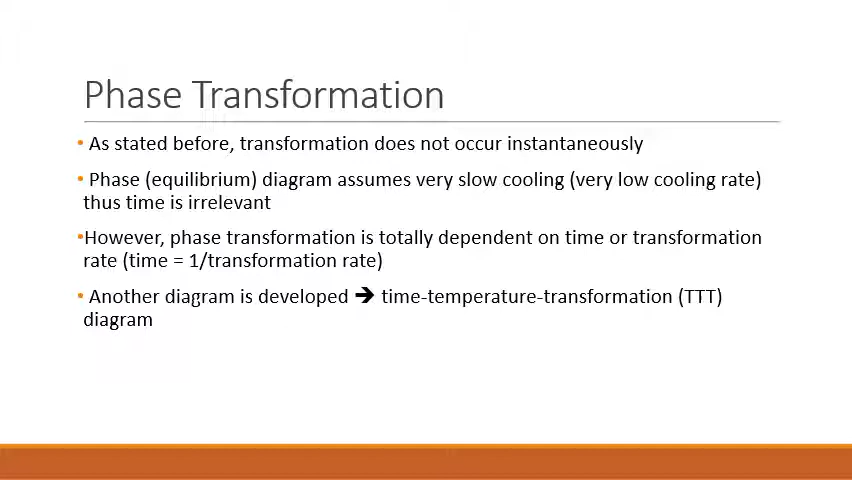 Phase Transformation
• As stated before, transformation does not occur instantaneously
• Phase (equilibrium) diagram assumes very slow cooling (very low cooling rate)
thus time is irrelevant
•However, phase transformation is totally dependent on time or transformation
rate (time = 1/transformation rate)
• Another diagram is developed ➔ time-temperature-transformation (TTT)
diagram